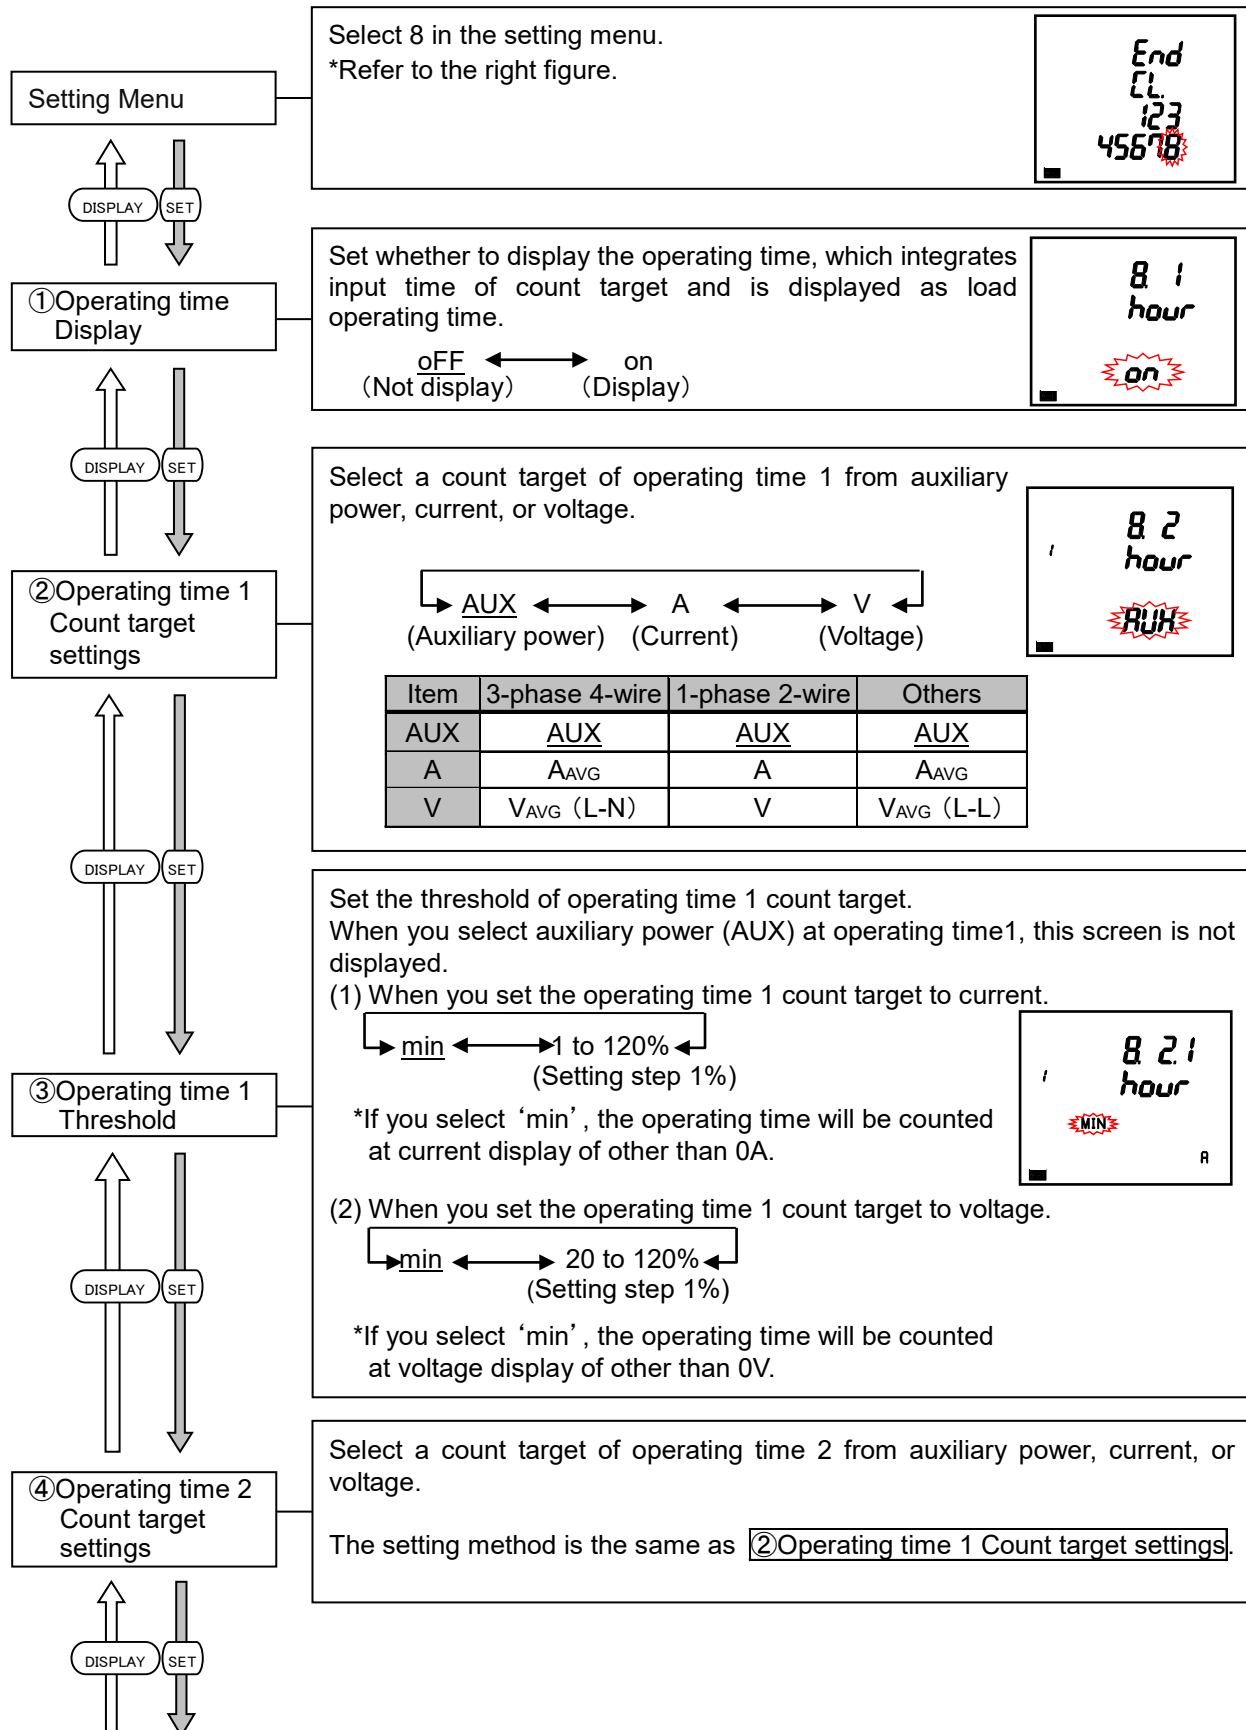 Setting Menu
Select 8 in the setting menu.
*Refer to the right figure.
End
CL.
123
45678
DISPLAY SET
①Operating time
Display
Set whether to display the operating time, which integrates
input time of count target and is displayed as load
operating time.
oFF on
(Not display) (Display)
8. 1
hour
on
DISPLAY SET
②Operating time 1
Count target
settings
Select a count target of operating time 1 from auxiliary
power, current, or voltage.
AUX A V
(Auxiliary power) (Current) (Voltage)
8. 2
1 hour
AUX
Item 3-phase 4-wire 1-phase 2-wire Others
AUX AUX AUX AUX
A AAVG A AAVG
V VAVG (L-N) V VAVG (L-L)
DISPLAY SET
③Operating time 1
Threshold
Set the threshold of operating time 1 count target.
When you select auxiliary power (AUX) at operating time1, this screen is not
displayed.
(1) When you set the operating time 1 count target to current.
min 1 to 120%
(Setting step 1%)
*If you select ‘min’, the operating time will be counted
at current display of other than 0A.
8. 2.1
1 hour
MIN
A
(2) When you set the operating time 1 count target to voltage.
min 20 to 120%
(Setting step 1%)
*If you select ‘min’, the operating time will be counted
at voltage display of other than 0V.
DISPLAY SET
④Operating time 2
Count target
settings
Select a count target of operating time 2 from auxiliary power, current, or
voltage.
The setting method is the same as ②Operating time 1 Count target settings.
DISPLAY SET